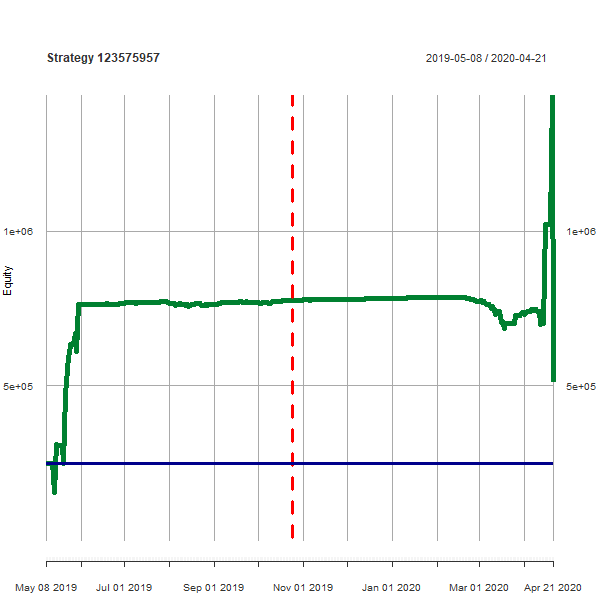 Strategy 123575957
2019-05-08 / 2020-04-21
1e+06
1e+06
Equity
5e+05
5e+05
May 08 2019
Jul 01 2019
Sep 01 2019
Nov 01 2019
Jan 01 2020
Mar 01 2020
Apr 21 2020